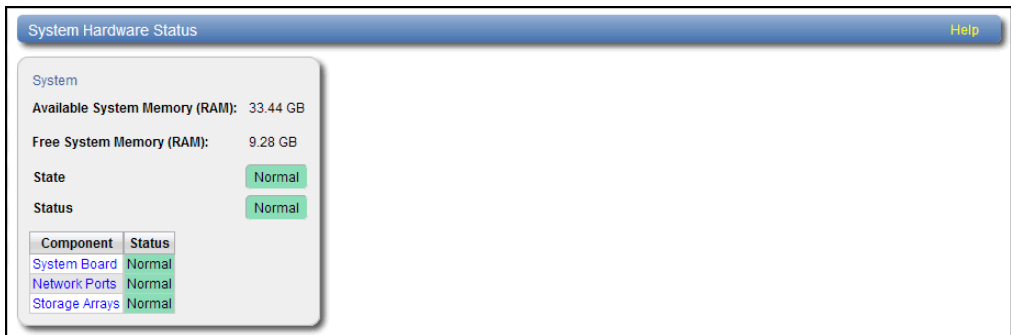 System Hardware Status Help
System
Available System Memory (RAM): 33.44 GB
Free System Memory (RAM): 9.28 GB
State Normal
Status Normal
Component Status
System Board Normal
Network Ports Normal
Storage Arrays Normal